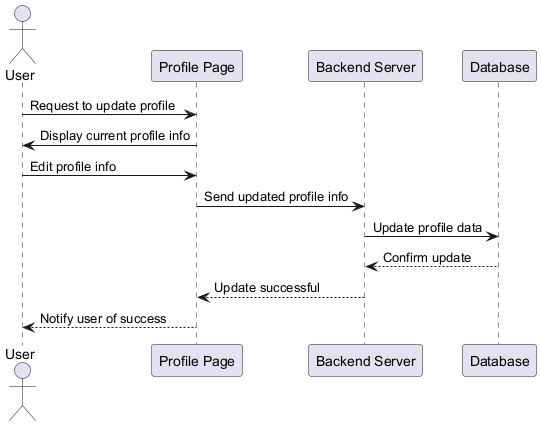 User
Profile Page
Backend Server
Database
Request to update profile
Display current profile info
Edit profile info
Send updated profile info
Update profile data
Confirm update
Update successful
Notify user of success
User
Profile Page
Backend Server
Database